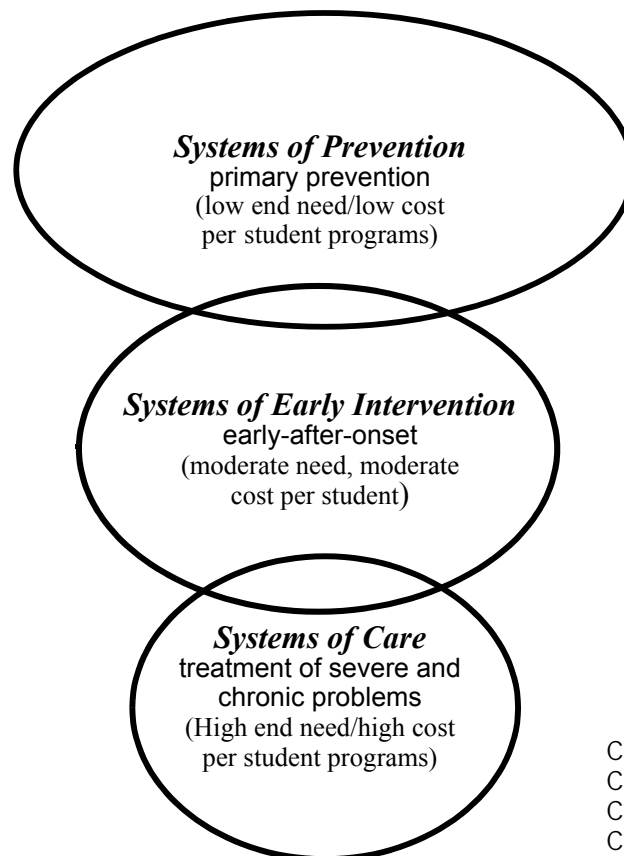 Systems of Prevention
primary prevention
(low end need/low cost
per student programs)
Systems of Early Intervention
early-after-onset
(moderate need, moderate
cost per student)
Systems of Care
treatment of severe and
chronic problems
(High end need/high cost
per student programs)
C
C
C
C